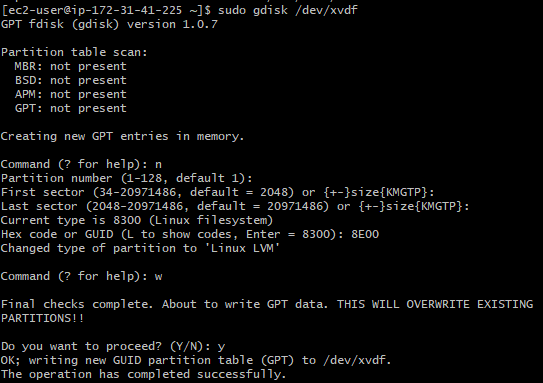 [ec2-user@ip-172-31-41-225 ~]$ sudo gdisk /dev/xvdf
GPT fdisk (gdisk) version 1.0.7
Partition table scan:
MBR: not present
BSD: not present
APM: not present
GPT: not present
Creating new GPT entries in memory.
Command (? for help): n
Partition number (1-128, default 1):
First sector (34-20971486, default = 2048) or {+-}size{KMGTP}:
Last sector (2048-20971486, default = 20971486) or {+-}size{KMGTP}:
Current type is 8300 (Linux filesystem)
Hex code or GUID (L to show codes, Enter = 8300): 8E00
Changed type of partition to 'Linux LVM'
Command (? for help): w
Final checks complete. About to write GPT data. THIS WILL OVERWRITE EXISTING
PARTITIONS!!
Do you want to proceed? (Y/N): y
OK; writing new GUID partition table (GPT) to /dev/xvdf.
The operation has completed successfully.